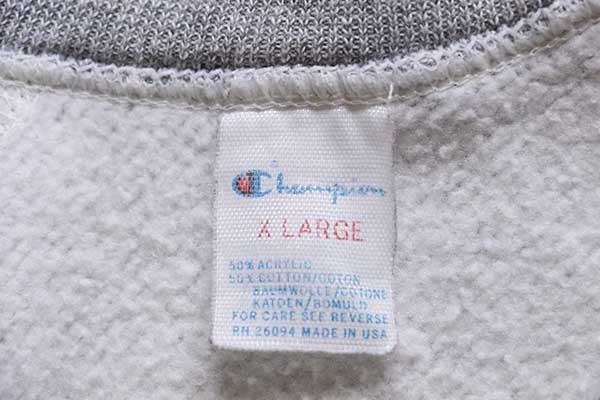 Champion
X LARGE
50% ACRYLIC
50% COTTON/COTON
BAUMWOLLE/COTONE
KATOEN/BOMULD
FOR CARE SEE REVERSE
RN 26094 MADE IN USA